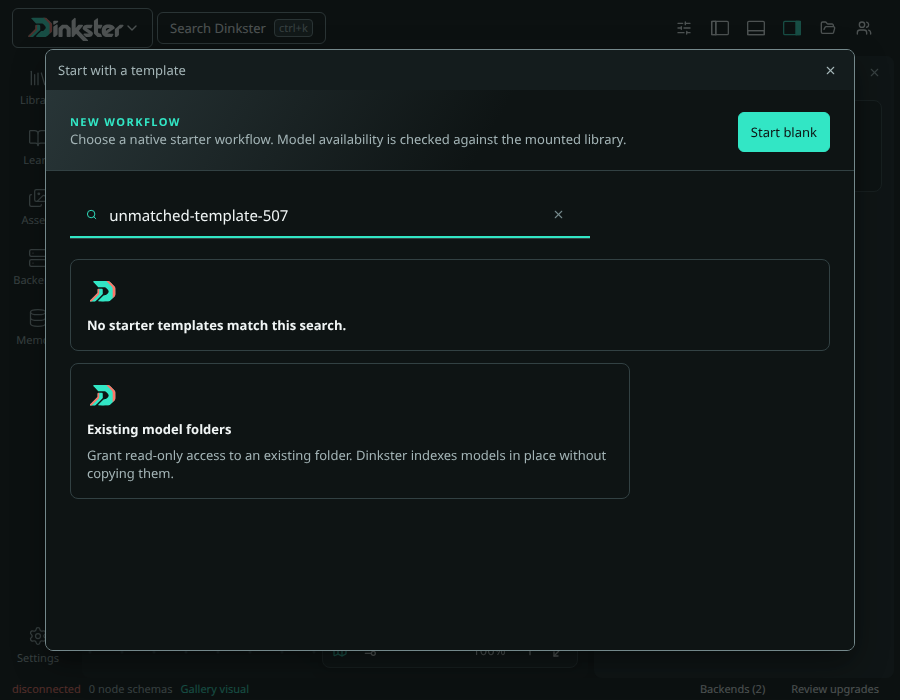 Dinkster
Search Dinkster ctrl+k
Start with a template
NEW WORKFLOW
Choose a native starter workflow. Model availability is checked against the mounted library.
Start blank
unmatched-template-507
No starter templates match this search.
Existing model folders
Grant read-only access to an existing folder. Dinkster indexes models in place without
copying them.
Settings
disconnected 0 node schemas Gallery visual
Backends (2) Review upgrades